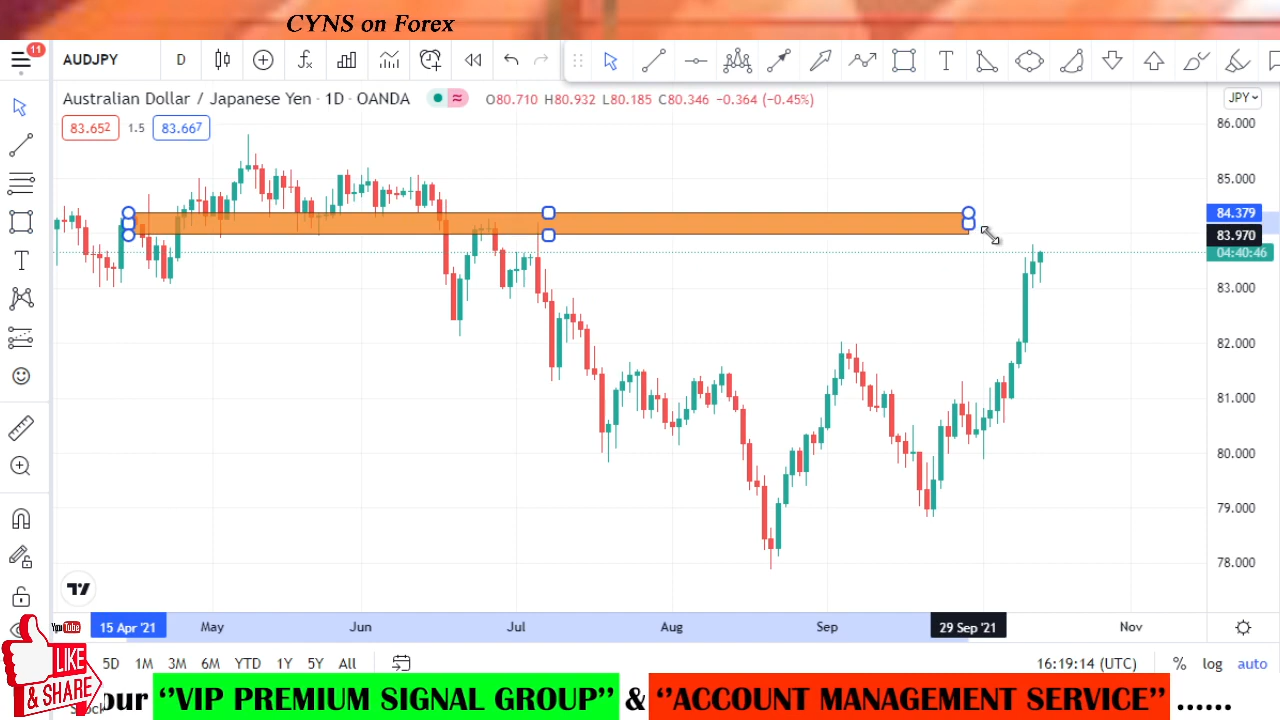 CYNS on Forex
11
AUDJPY D
Australian Dollar / Japanese Yen · 1D · OANDA O80.710 H80.932 L80.185 C80.346 −0.364 (−0.45%)
JPY
83.652 1.5 83.667
86.000
85.000
84.379
83.970
04:40:46
83.000
82.000
81.000
80.000
79.000
78.000
15 Apr '21 May Jun Jul Aug Sep 29 Sep '21 Nov
YouTube
5D 1M 3M 6M YTD 1Y 5Y All 16:19:14 (UTC) % log auto
LIKE
& SHARE
our ‘’VIP PREMIUM SIGNAL GROUP’’ & ‘’ACCOUNT MANAGEMENT SERVICE’’ ......